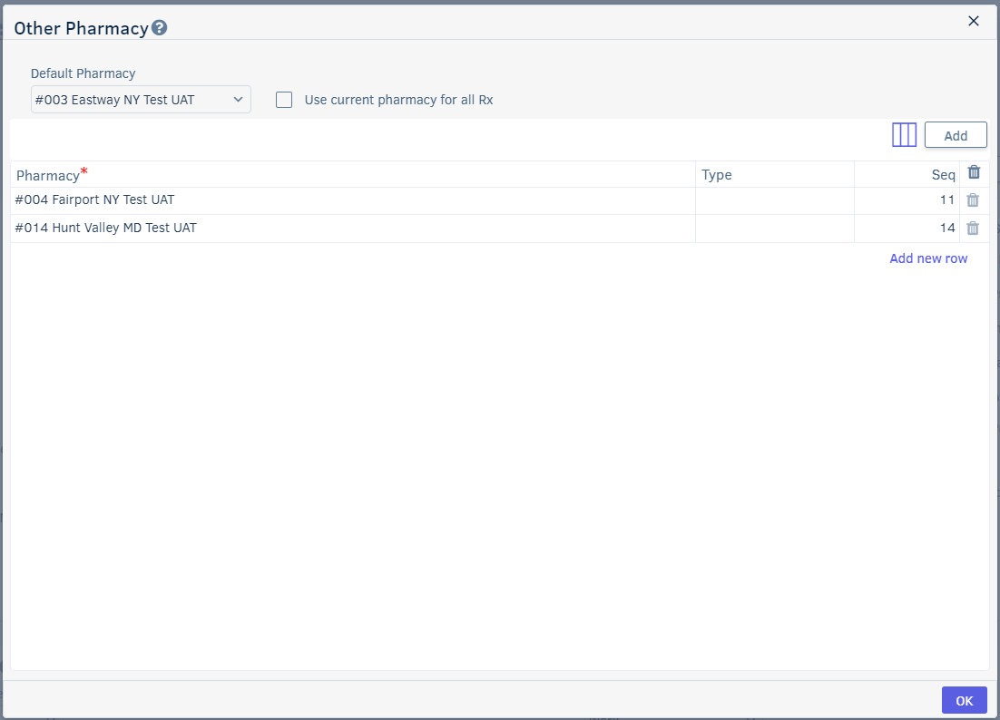 Other Pharmacy ?
Default Pharmacy
#003 Eastway NY Test UAT
Use current pharmacy for all Rx
Add
Pharmacy* Type Seq
#004 Fairport NY Test UAT 11
#014 Hunt Valley MD Test UAT 14
Add new row
OK